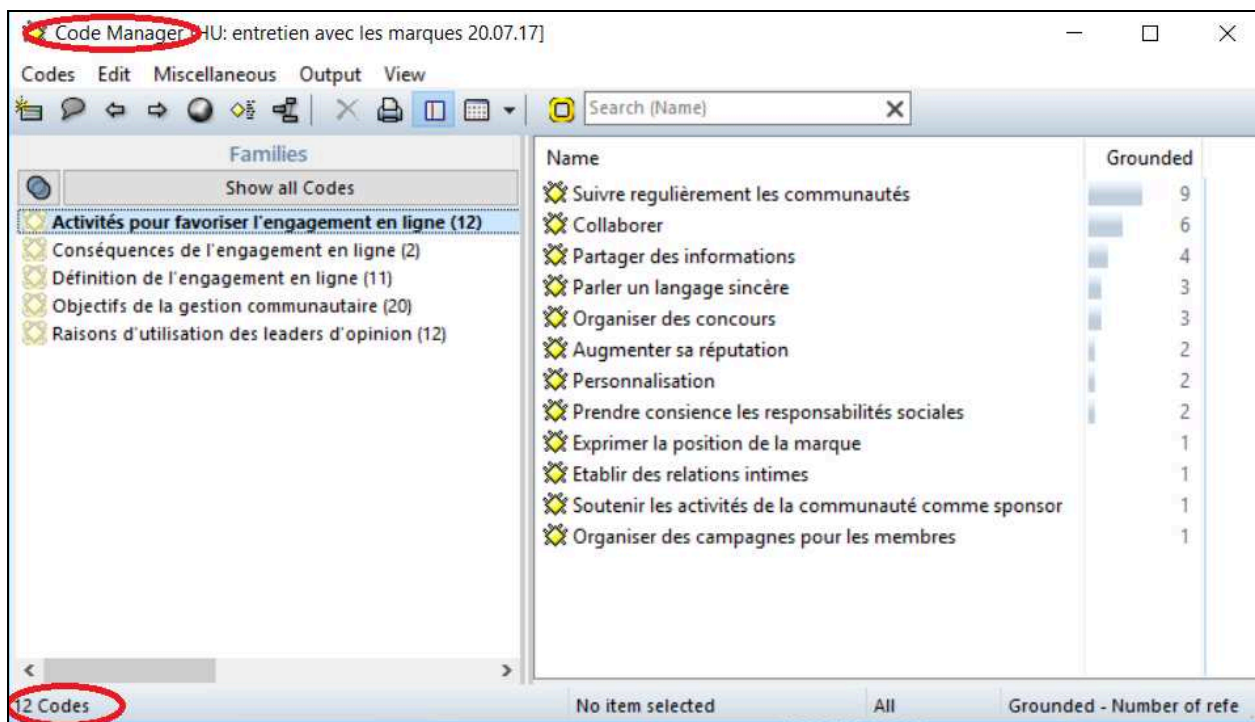 Code Manager [HU: entretien avec les marques 20.07.17]
Codes Edit Miscellaneous Output View
Search (Name)
Families
Show all Codes
Activités pour favoriser l'engagement en ligne (12)
Conséquences de l'engagement en ligne (2)
Définition de l'engagement en ligne (11)
Objectifs de la gestion communautaire (20)
Raisons d'utilisation des leaders d'opinion (12)
Name Grounded
Suivre regulièrement les communautés 9
Collaborer 6
Partager des informations 4
Parler un langage sincère 3
Organiser des concours 3
Augmenter sa réputation 2
Personnalisation 2
Prendre consience les responsabilités sociales 2
Exprimer la position de la marque 1
Etablir des relations intimes 1
Soutenir les activités de la communauté comme sponsor 1
Organiser des campagnes pour les membres 1
12 Codes No item selected All Grounded - Number of refe